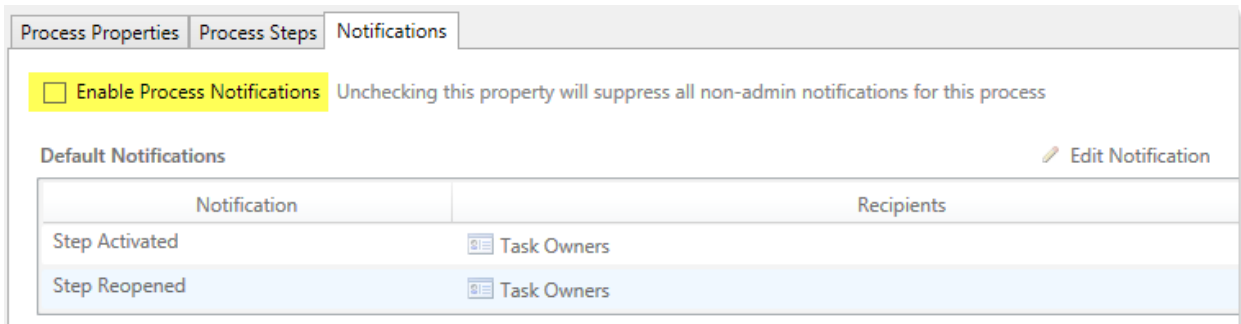 Process Properties Process Steps Notifications
Enable Process Notifications Unchecking this property will suppress all non-admin notifications for this process
Default Notifications Edit Notification
Notification Recipients
Step Activated Task Owners
Step Reopened Task Owners